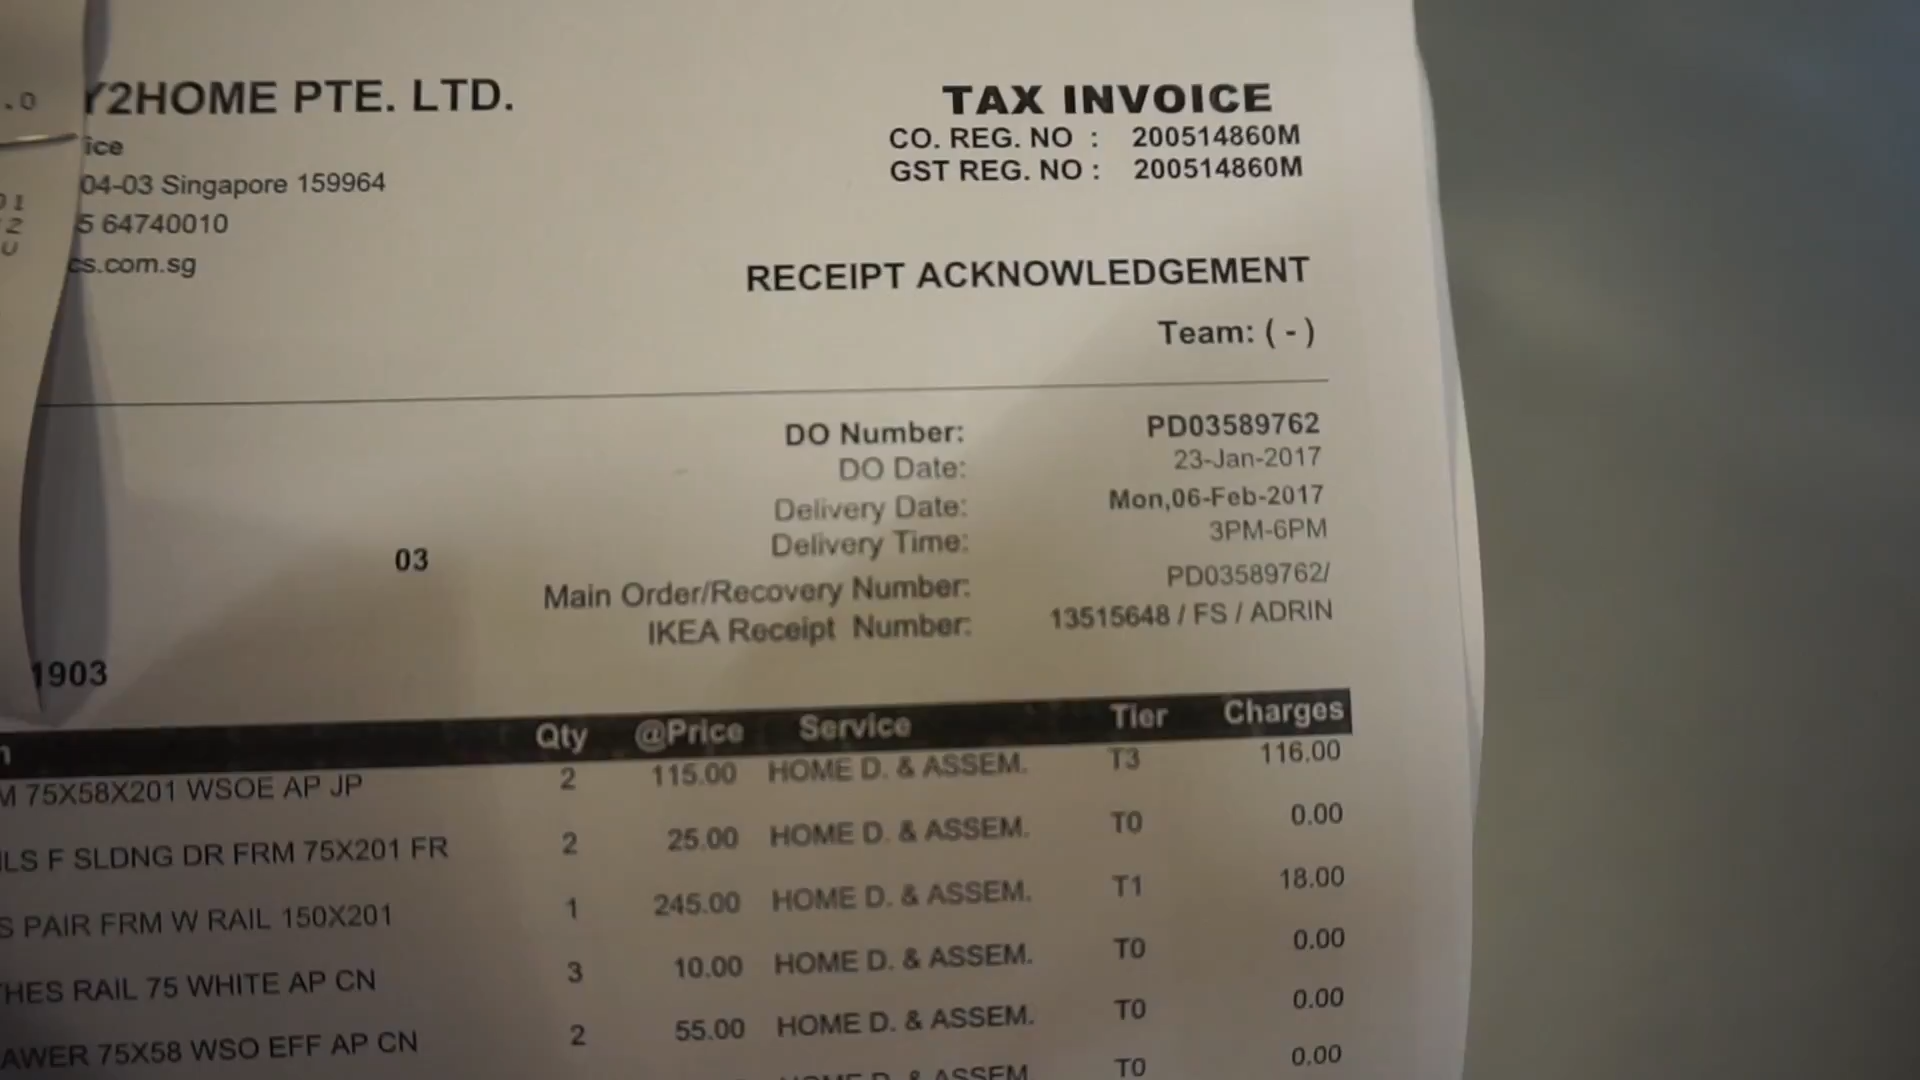 .0
Y2HOME PTE. LTD.
TAX INVOICE
ice
CO. REG. NO : 200514860M
04-03 Singapore 159964
GST REG. NO : 200514860M
5 64740010
cs.com.sg
RECEIPT ACKNOWLEDGEMENT
Team: ( - )
DO Number: PD03589762
DO Date: 23-Jan-2017
Delivery Date: Mon,06-Feb-2017
Delivery Time: 3PM-6PM
03
Main Order/Recovery Number: PD03589762/
IKEA Receipt Number: 13515648 / FS / ADRIN
1903
Qty @Price Service Tier Charges
M 75X58X201 WSOE AP JP 2 115.00 HOME D. & ASSEM. T3 116.00
ILS F SLDNG DR FRM 75X201 FR 2 25.00 HOME D. & ASSEM. T0 0.00
S PAIR FRM W RAIL 150X201 1 245.00 HOME D. & ASSEM. T1 18.00
THES RAIL 75 WHITE AP CN 3 10.00 HOME D. & ASSEM. T0 0.00
AWER 75X58 WSO EFF AP CN 2 55.00 HOME D. & ASSEM. T0 0.00
HOME D. & ASSEM T0 0.00